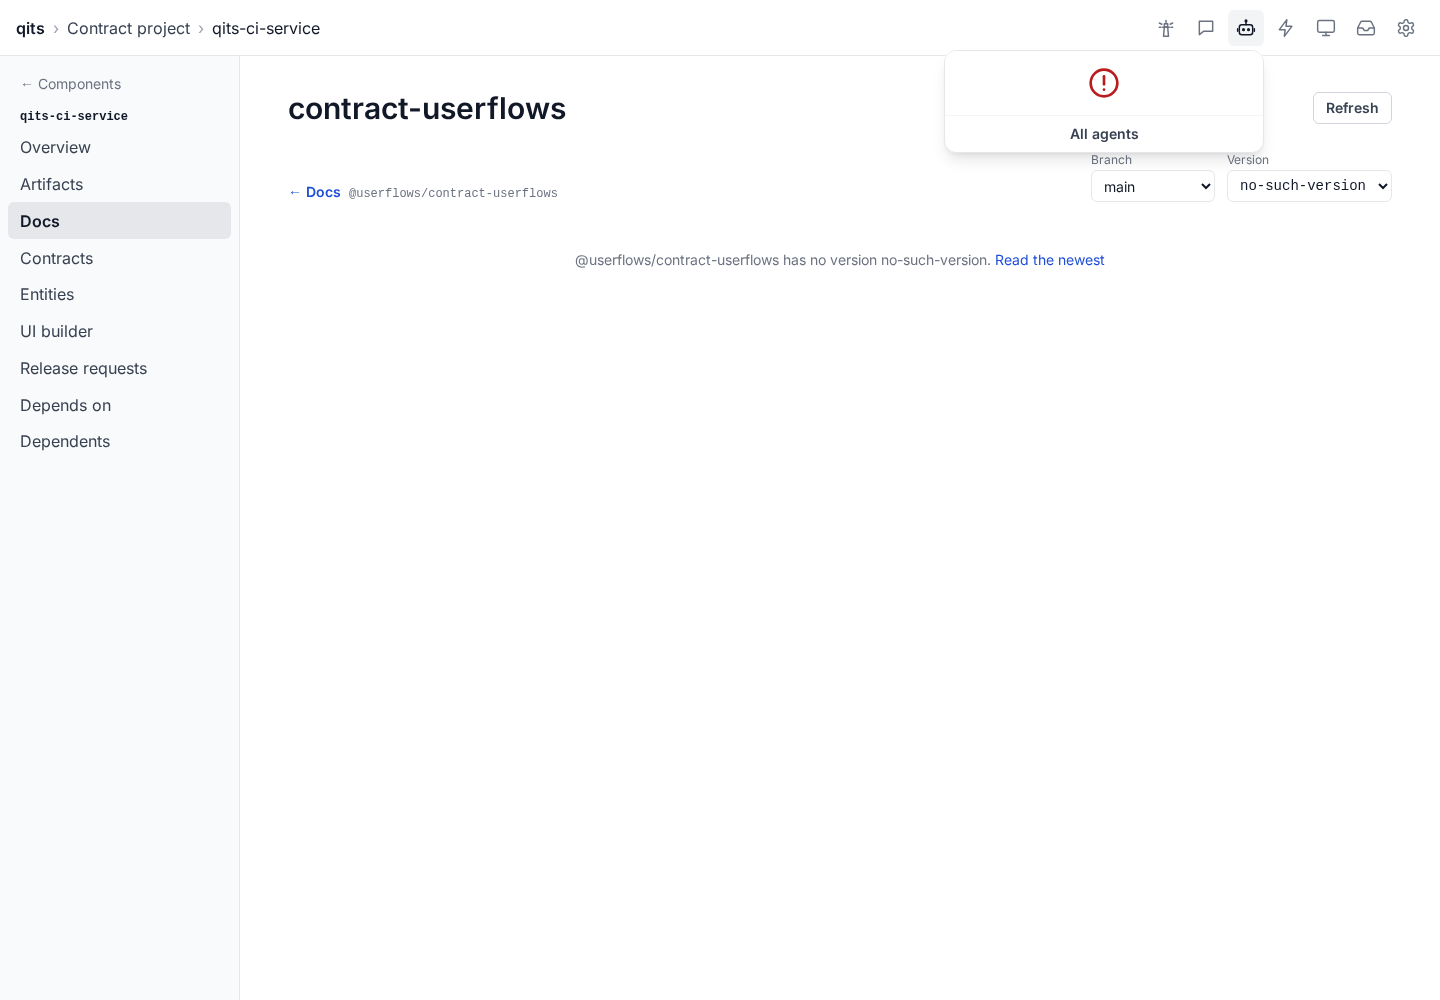 qits › Contract project › qits-ci-service
← Components
qits-ci-service
Overview
Artifacts
Docs
Contracts
Entities
UI builder
Release requests
Depends on
Dependents
contract-userflows
All agents
Refresh
← Docs @userflows/contract-userflows
Branch
main
Version
no-such-version
@userflows/contract-userflows has no version no-such-version. Read the newest